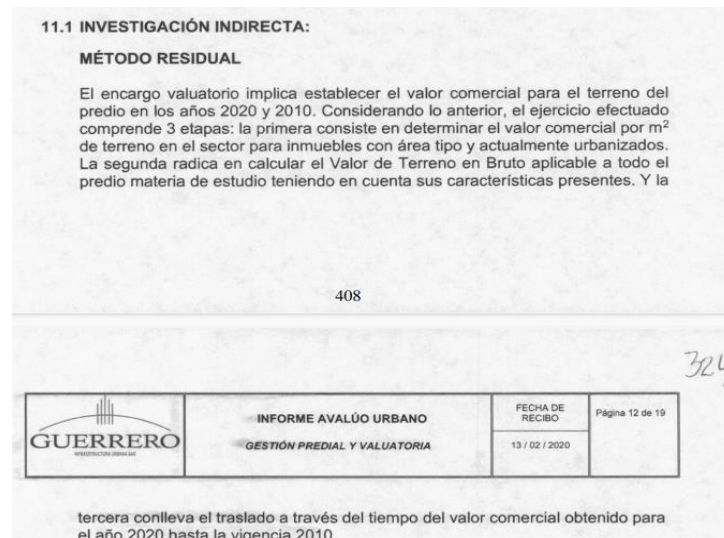 11.1 INVESTIGACIÓN INDIRECTA:
MÉTODO RESIDUAL
El encargo valuatorio implica establecer el valor comercial para el terreno del
predio en los años 2020 y 2010. Considerando lo anterior, el ejercicio efectuado
comprende 3 etapas: la primera consiste en determinar el valor comercial por m²
de terreno en el sector para inmuebles con área tipo y actualmente urbanizados.
La segunda radica en calcular el Valor de Terreno en Bruto aplicable a todo el
predio materia de estudio teniendo en cuenta sus características presentes. Y la
408
GUERRERO
INFORME AVALÚO URBANO
GESTIÓN PREDIAL Y VALUATORIA
FECHA DE
RECIBO
13 / 02 / 2020
Página 12 de 19
tercera conlleva el traslado a través del tiempo del valor comercial obtenido para
el año 2020 hasta la vigencia 2010